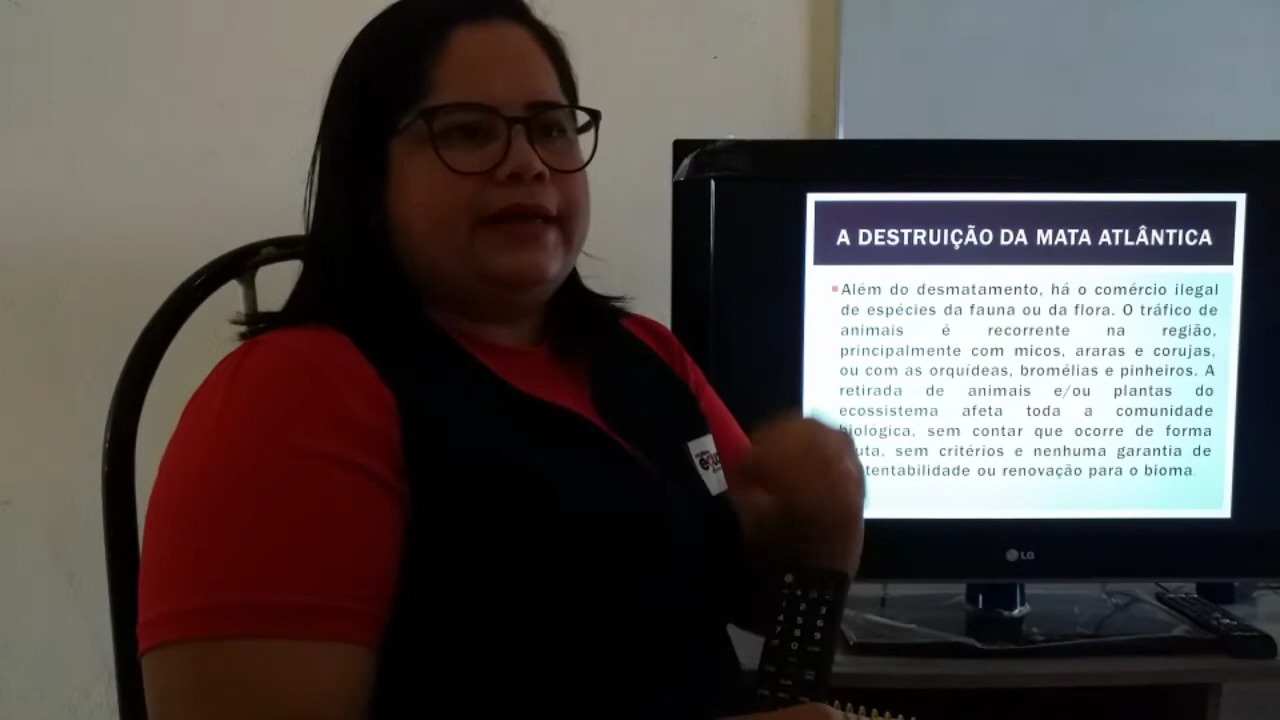 A DESTRUIÇÃO DA MATA ATLÂNTICA
Além do desmatamento, há o comércio ilegal
de espécies da fauna ou da flora. O tráfico de
animais é recorrente na região,
principalmente com micos, araras e corujas,
ou com as orquídeas, bromélias e pinheiros. A
retirada de animais e/ou plantas do
ecossistema afeta toda a comunidade
biológica, sem contar que ocorre de forma
sem critérios e nenhuma garantia de
ou renovação para o bioma.
LG